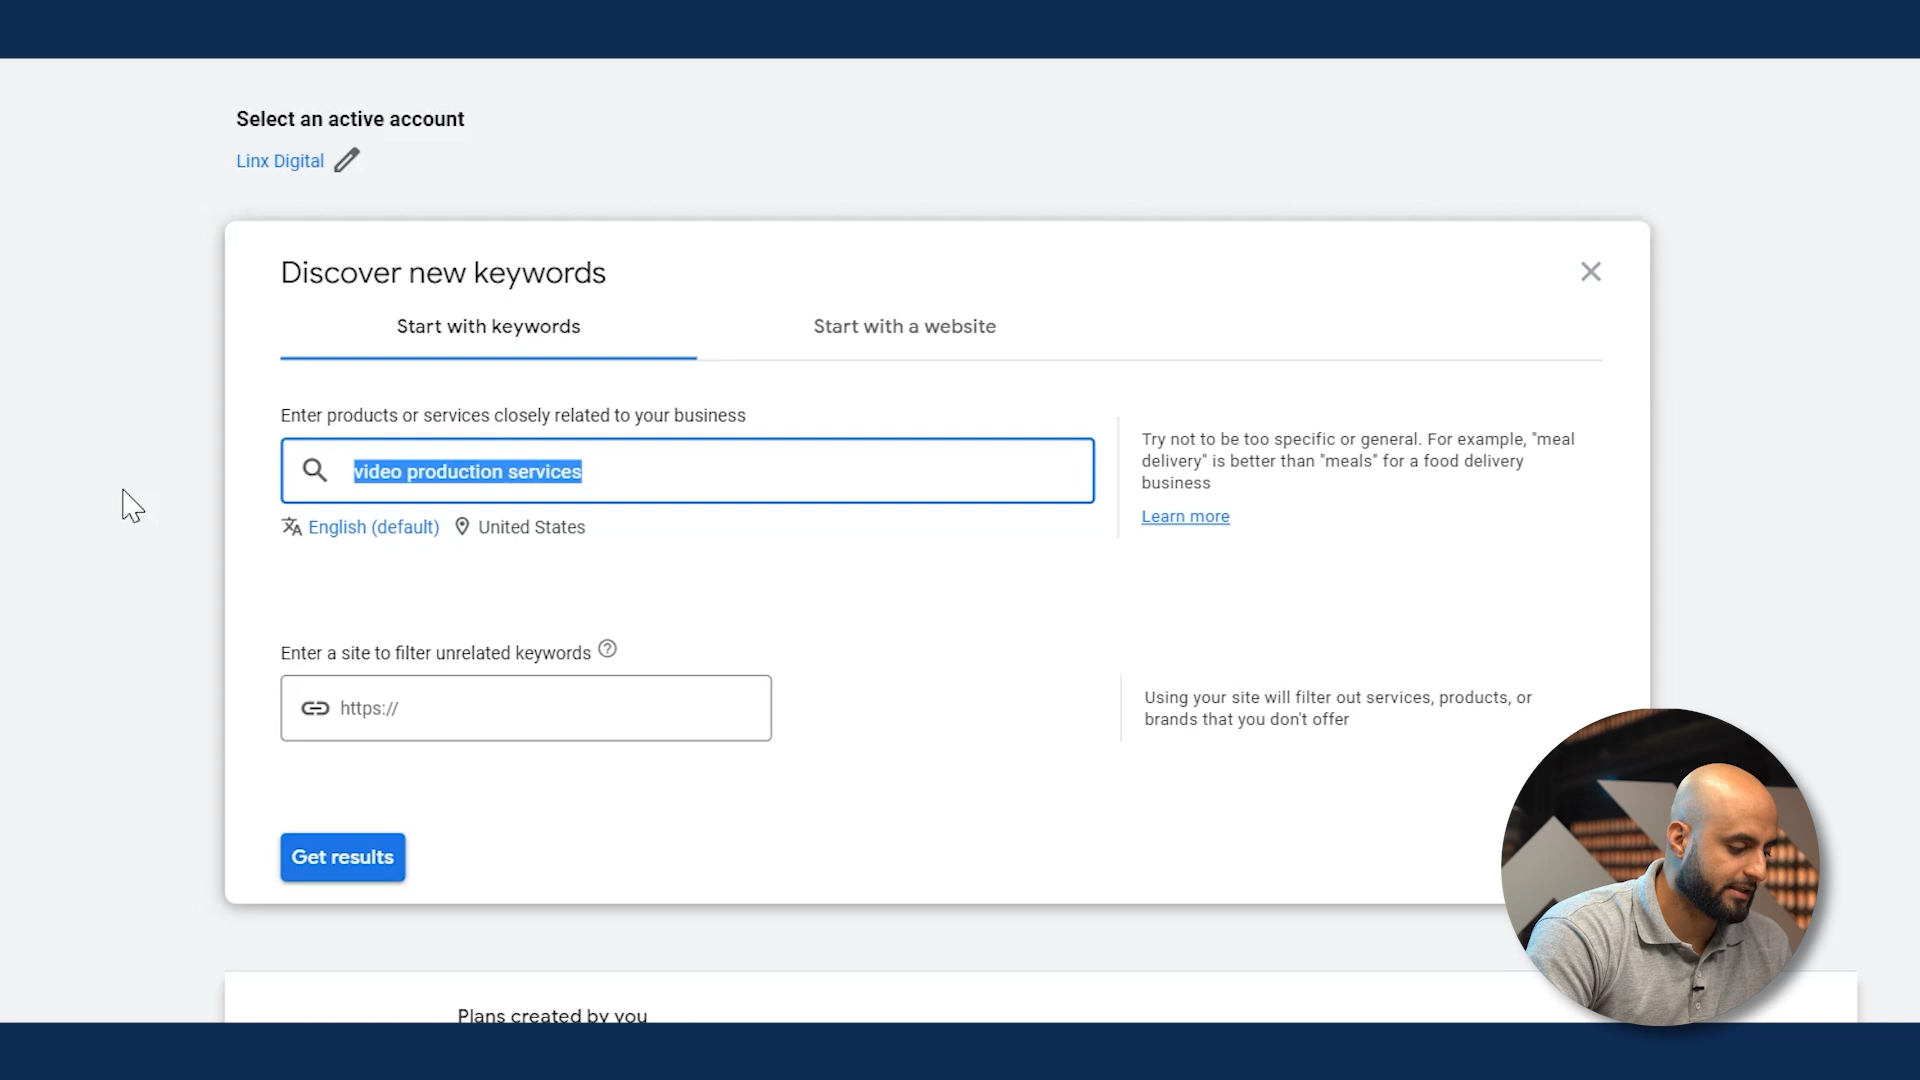 Select an active account
Linx Digital
Discover new keywords
Start with keywords
Start with a website
Enter products or services closely related to your business
video production services
English (default) United States
Try not to be too specific or general. For example, "meal
delivery" is better than "meals" for a food delivery
business
Learn more
Enter a site to filter unrelated keywords
https://
Using your site will filter out services, products, or
brands that you don't offer
Get results
Plans created by you